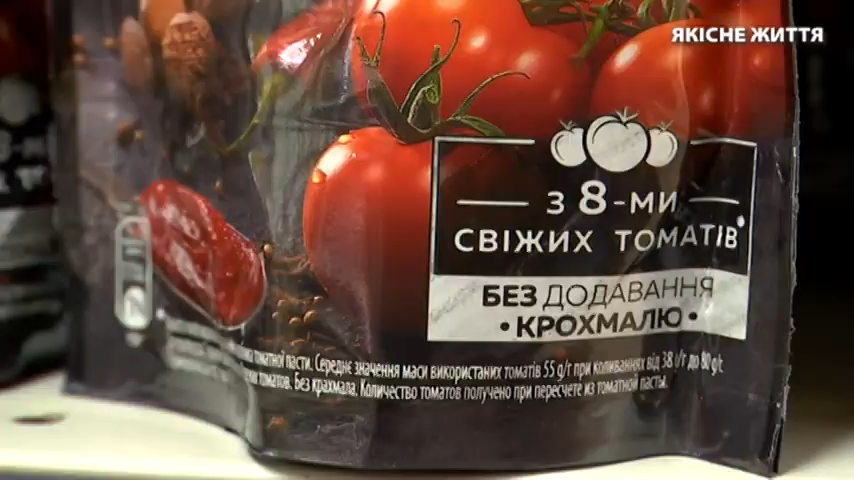 ЯКІСНЕ ЖИТТЯ
З 8-МИ
СВІЖИХ ТОМАТІВ*
БЕЗ ДОДАВАННЯ
• КРОХМАЛЮ •
томатної пасти. Середнє значення маси використаних томатів 55 g/г при коливаннях від 38 g/г до 80 g/г.
томатов. Без крахмала. Количество томатов получено при пересчете из томатной пасты.